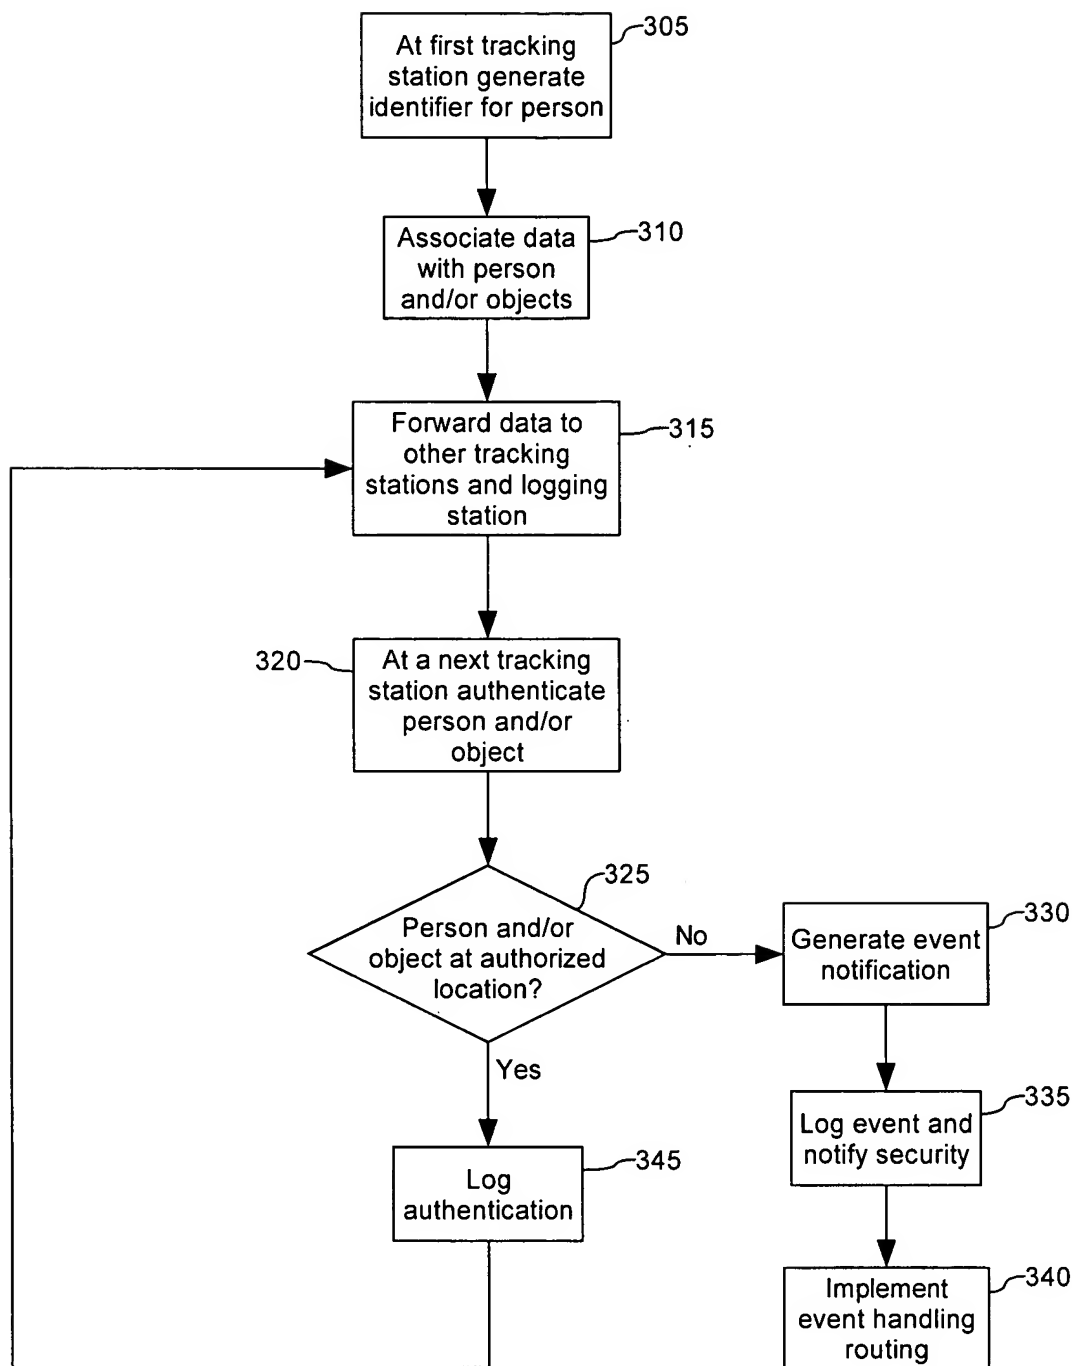 At first tracking
station generate
identifier for person
305
Associate data
with person
and/or objects
310
Forward data to
other tracking
stations and logging
station
315
320
At a next tracking
station authenticate
person and/or
object
325
Person and/or
object at authorized
location?
No
Generate event
notification
330
Yes
Log event and
notify security
335
Log
authentication
345
Implement
event handling
routing
340